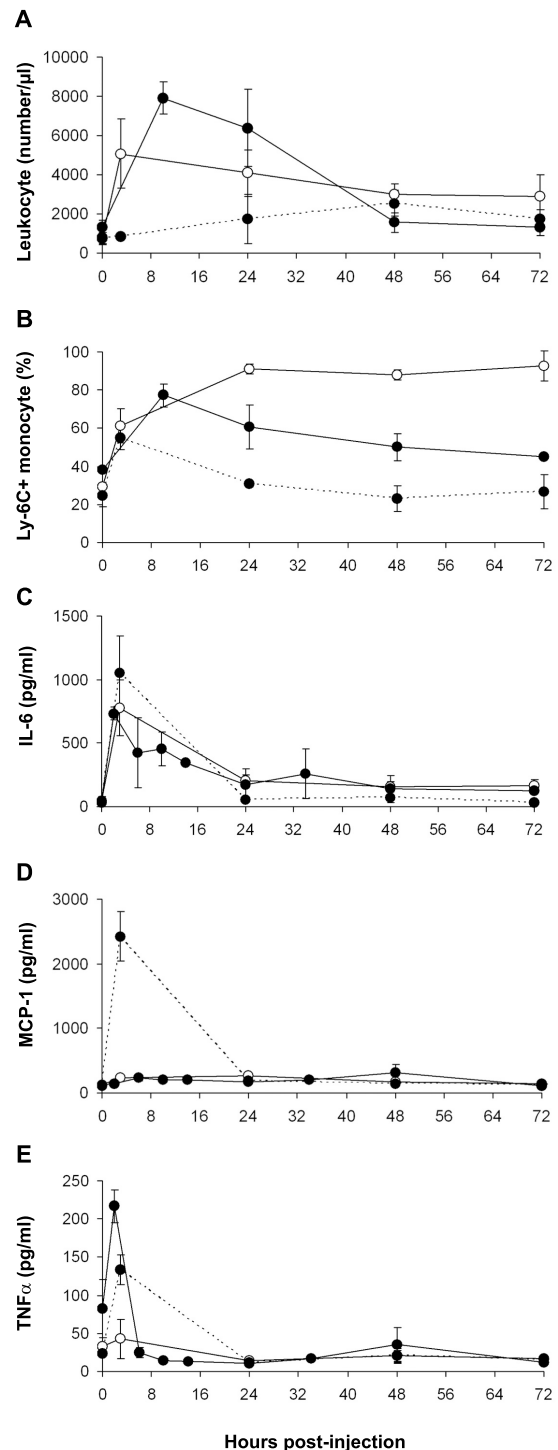 A
Leukocyte (number/µl)
10000
8000
6000
4000
2000
0
0 8 16 24 32 40 48 56 64 72
B
Ly-6C+ monocyte (%)
100
80
60
40
20
0
0 8 16 24 32 40 48 56 64 72
C
IL-6 (pg/ml)
1500
1000
500
0
0 8 16 24 32 40 48 56 64 72
D
MCP-1 (pg/ml)
3000
2000
1000
0
0 8 16 24 32 40 48 56 64 72
E
TNFα (pg/ml)
250
200
150
100
50
0
0 8 16 24 32 40 48 56 64 72
Hours post-injection